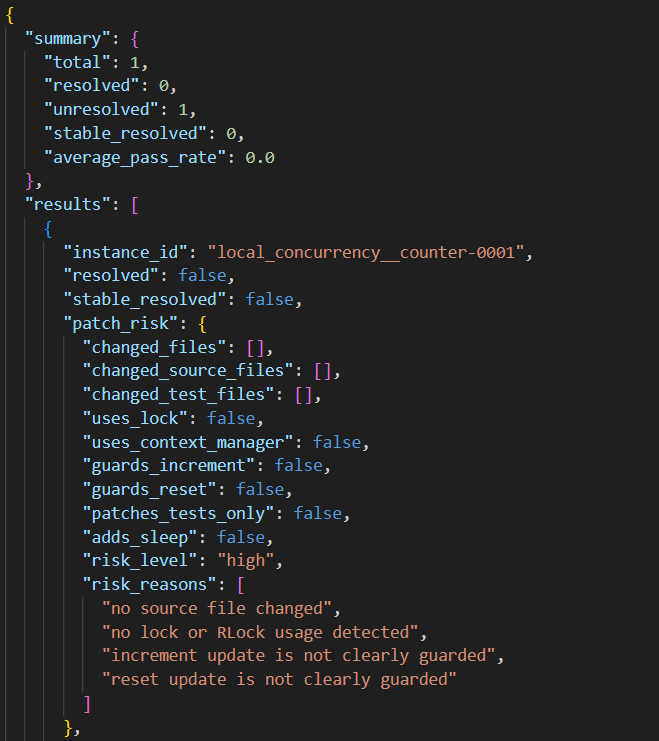 {
"summary": {
"total": 1,
"resolved": 0,
"unresolved": 1,
"stable_resolved": 0,
"average_pass_rate": 0.0
},
"results": [
{
"instance_id": "local_concurrency__counter-0001",
"resolved": false,
"stable_resolved": false,
"patch_risk": {
"changed_files": [],
"changed_source_files": [],
"changed_test_files": [],
"uses_lock": false,
"uses_context_manager": false,
"guards_increment": false,
"guards_reset": false,
"patches_tests_only": false,
"adds_sleep": false,
"risk_level": "high",
"risk_reasons": [
"no source file changed",
"no lock or RLock usage detected",
"increment update is not clearly guarded",
"reset update is not clearly guarded"
]
},